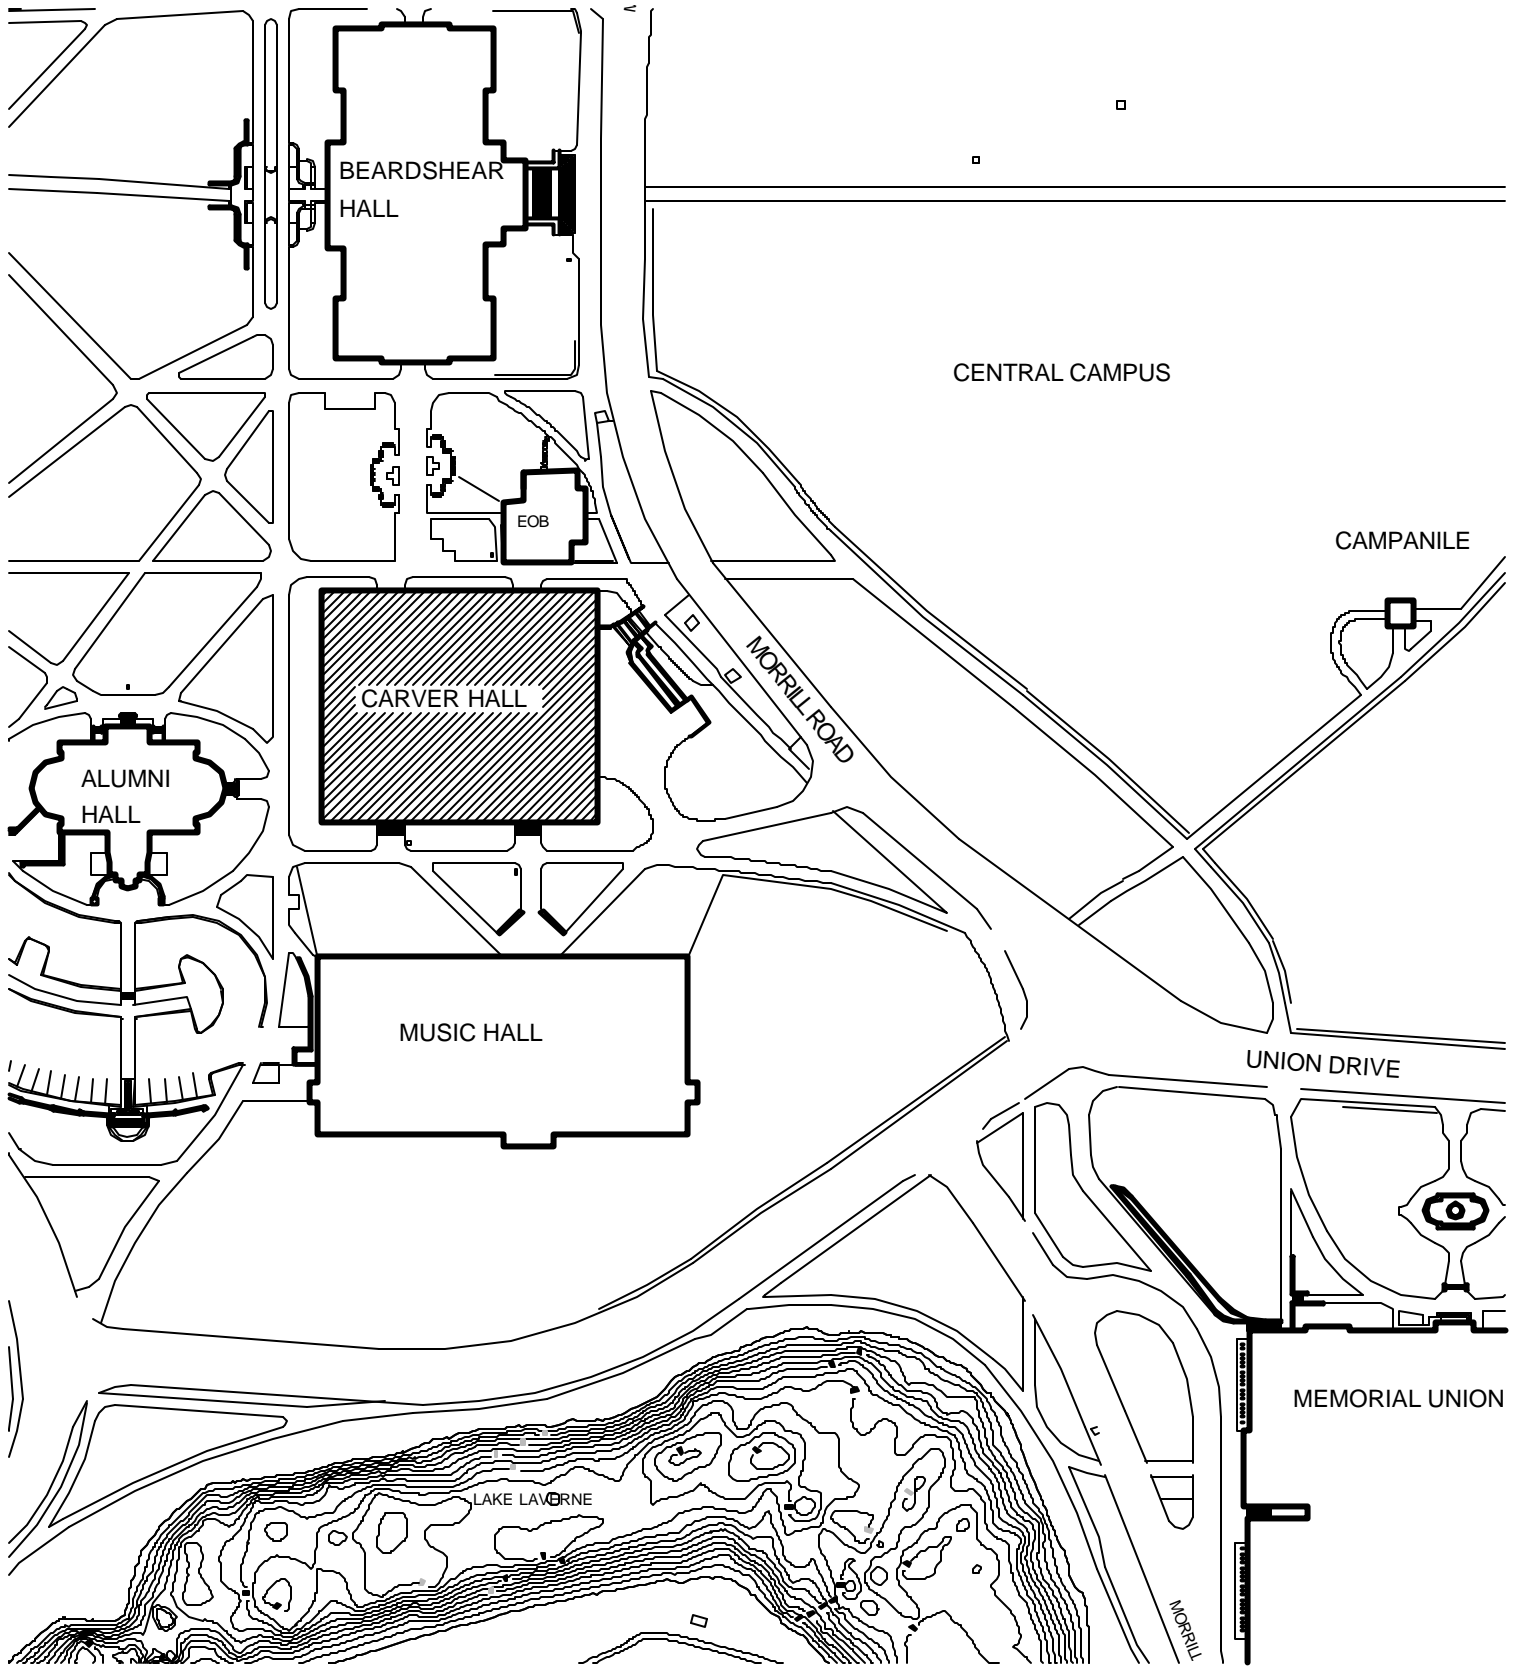 BEARDSHEAR
HALL
CENTRAL CAMPUS
EOB
CAMPANILE
CARVER HALL
MORRILL ROAD
ALUMNI
HALL
MUSIC HALL
UNION DRIVE
MEMORIAL UNION
LAKE LAVERNE
MORRILL